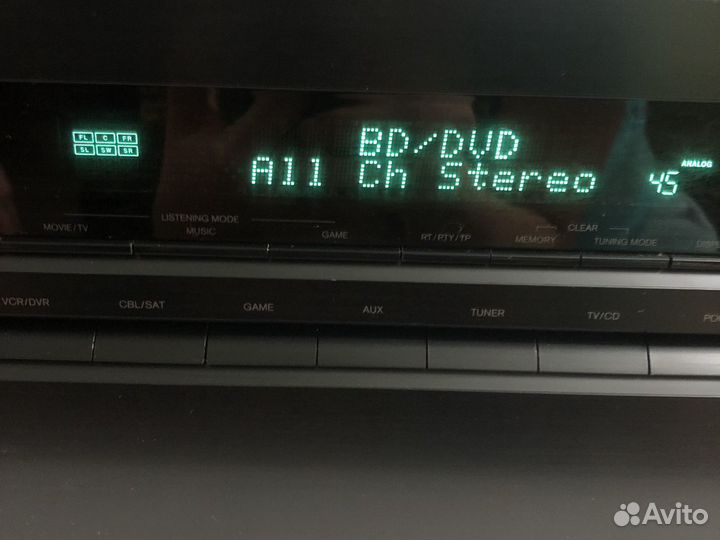 FL C FR
SL SW SR
BD/DVD
ANALOG
All Ch Stereo 45
LISTENING MODE
MOVIE/TV MUSIC GAME RT/PTY/TP MEMORY CLEAR TUNING MODE
VCR/DVR CBL/SAT GAME AUX TUNER TV/CD
Avito